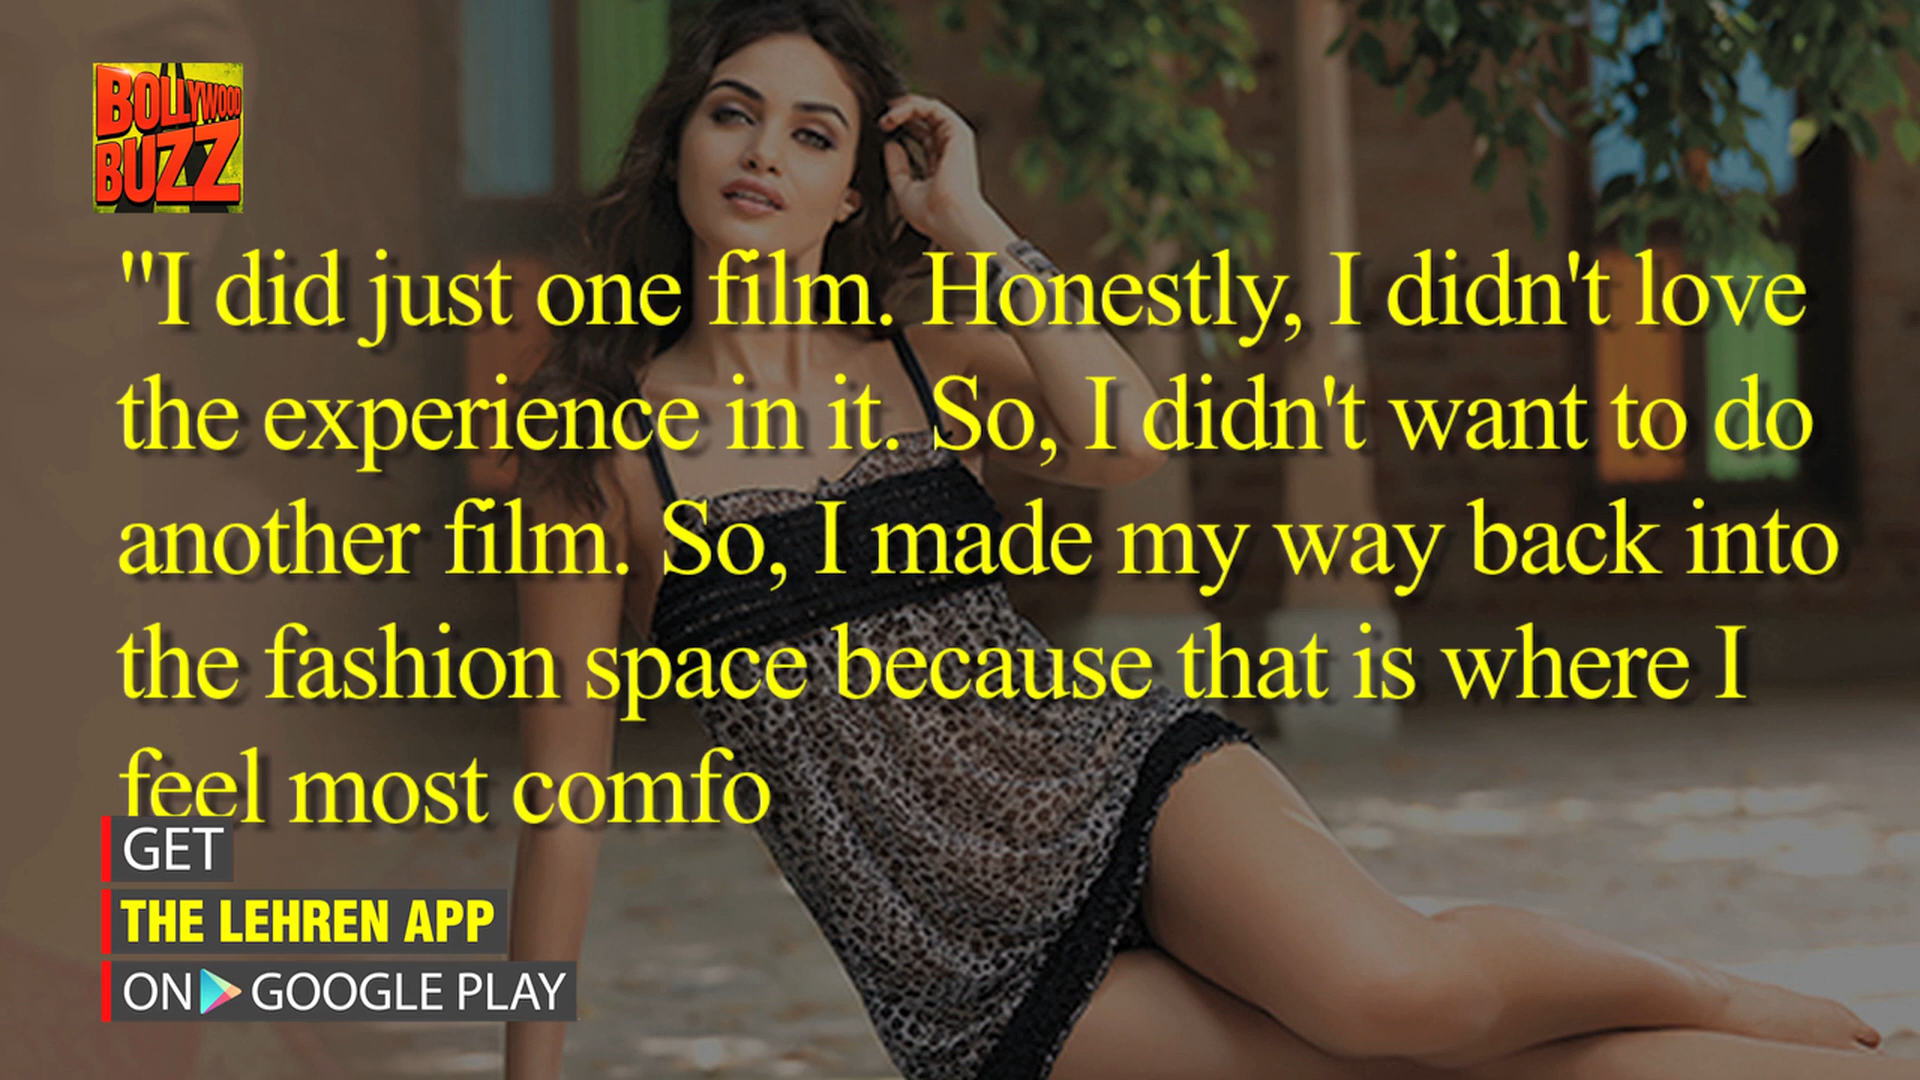 BOLLYWOOD
BUZZ
"I did just one film. Honestly, I didn't love
the experience in it. So, I didn't want to do
another film. So, I made my way back into
the fashion space because that is where I
feel most comfo
GET
THE LEHREN APP
ON GOOGLE PLAY